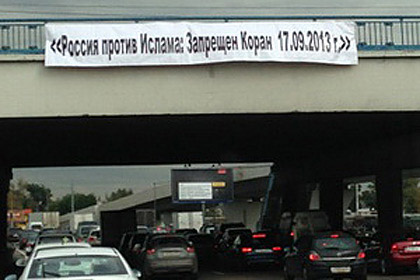 «Россия против Ислама: Запрещен Коран 17.09.2013 г.»